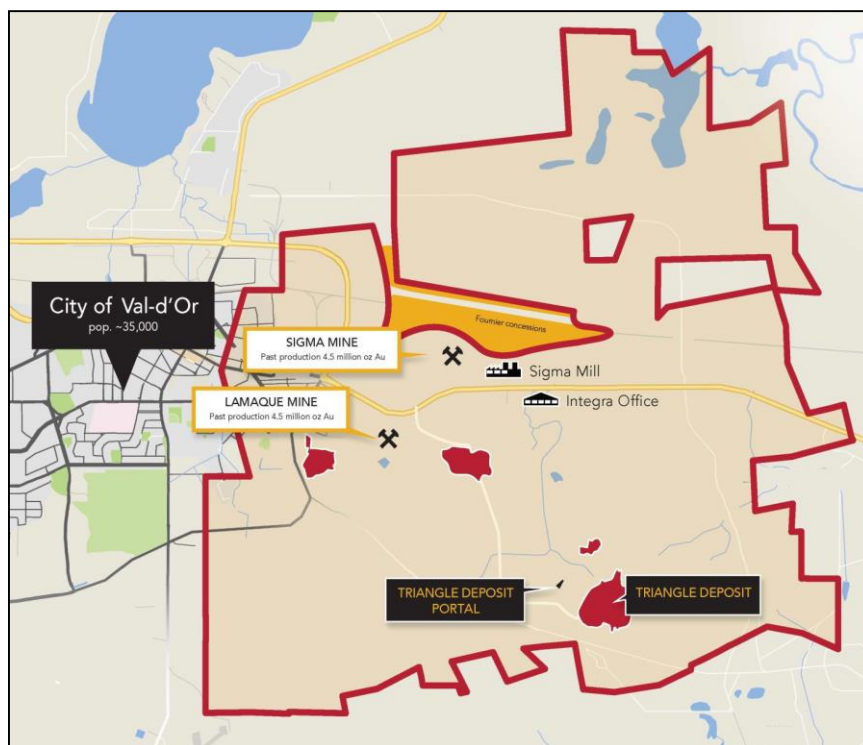 City of Val-d'Or
pop. ~35,000
Fournier concessions
SIGMA MINE
Past production 4.5 million oz Au
Sigma Mill
LAMAQUE MINE
Past production 4.5 million oz Au
Integra Office
TRIANGLE DEPOSIT
PORTAL
TRIANGLE DEPOSIT